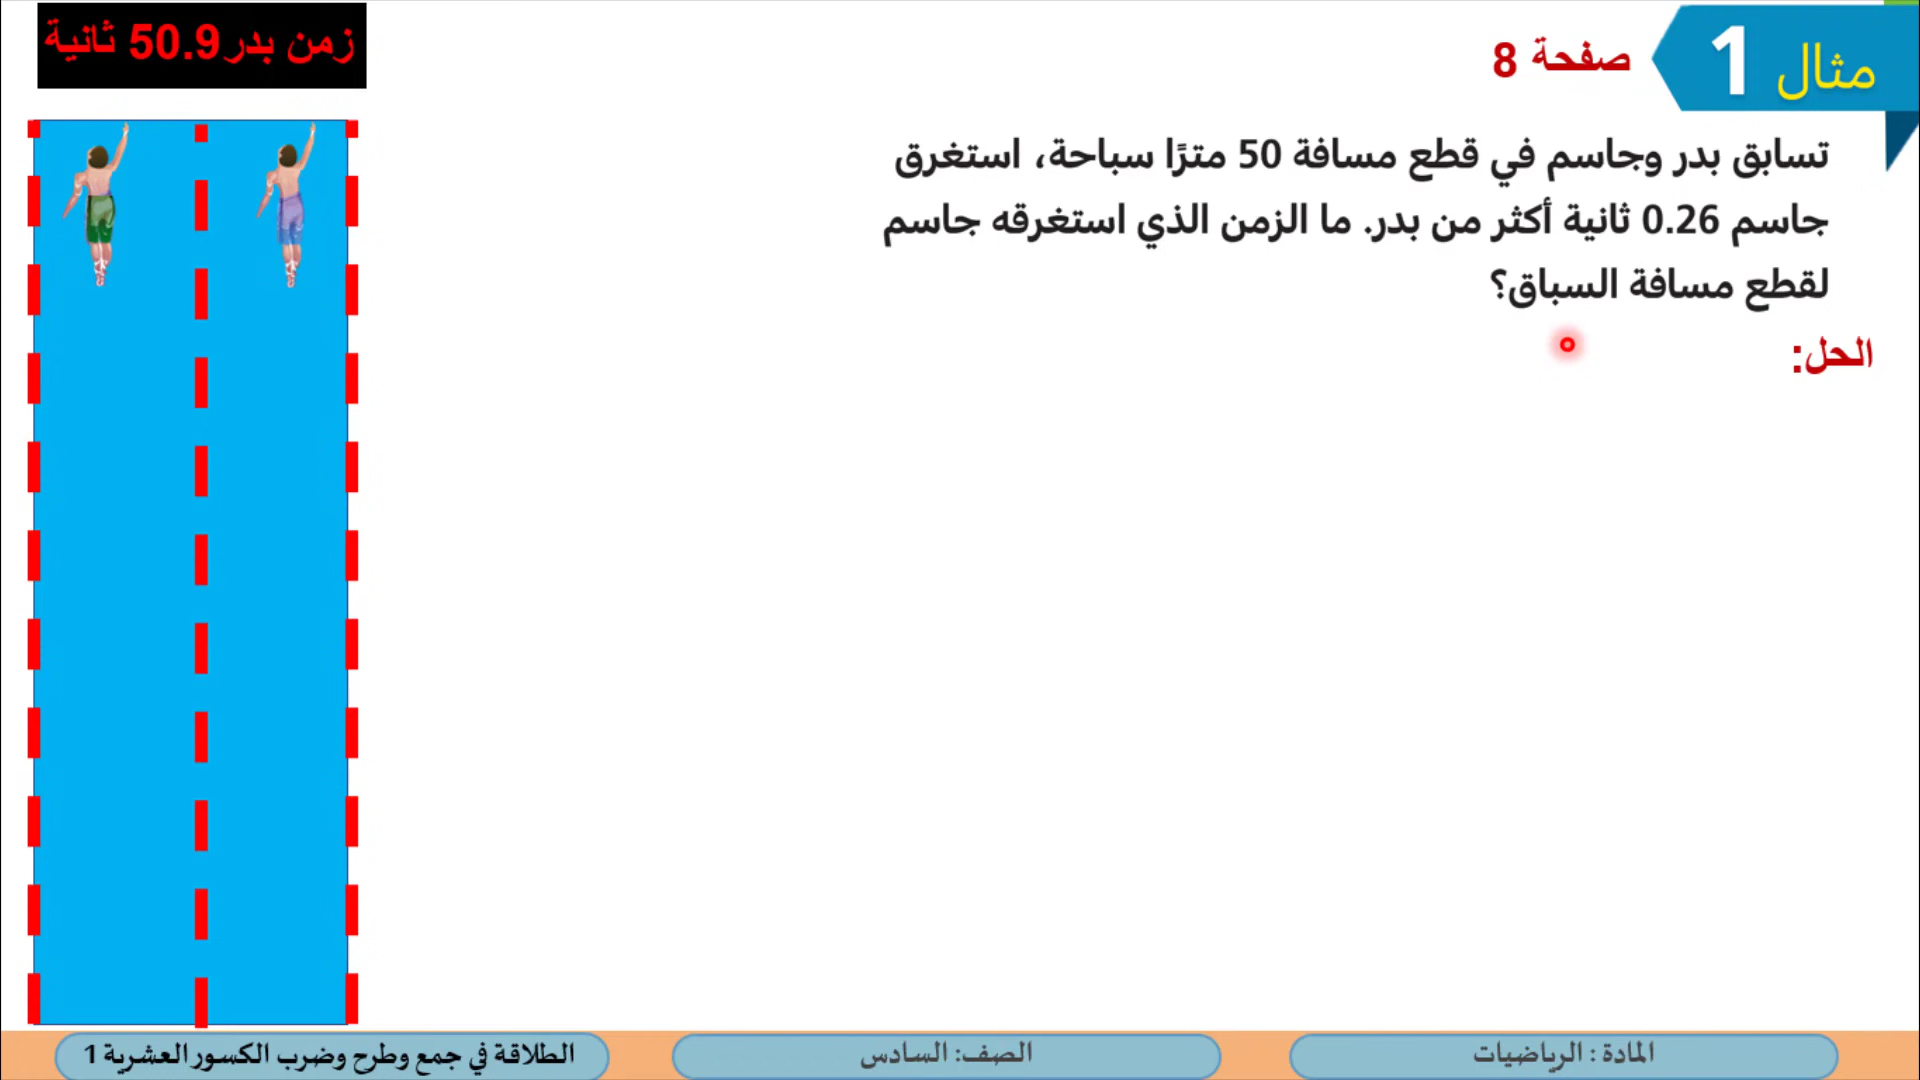 مثال 1
صفحة 8
زمن بدر 50.9 ثانية
تسابق بدر وجاسم في قطع مسافة 50 مترًا سباحة، استغرق
جاسم 0.26 ثانية أكثر من بدر. ما الزمن الذي استغرقه جاسم
لقطع مسافة السباق؟
الحل:
المادة : الرياضيات
الصف: السادس
الطلاقة في جمع وطرح وضرب الكسور العشرية 1